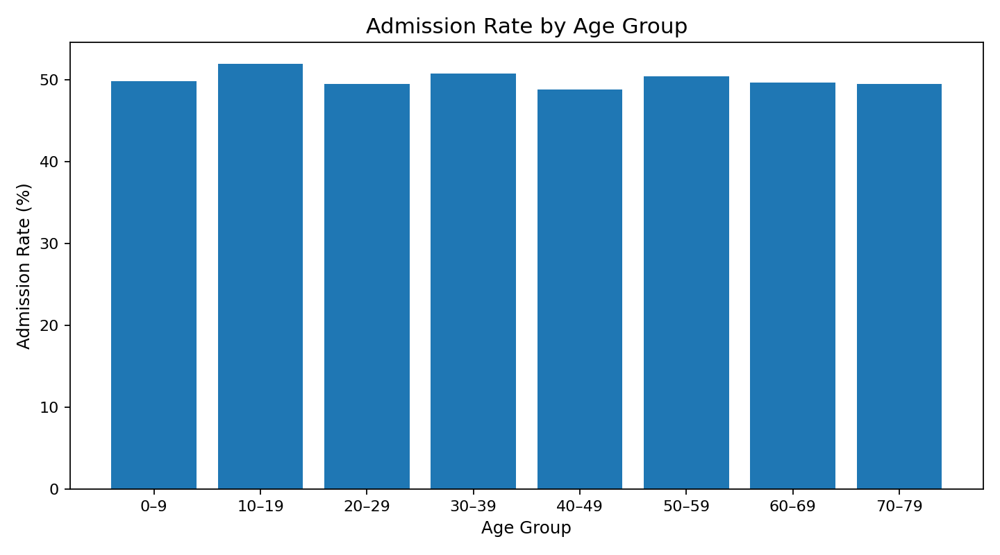 Admission Rate by Age Group
Admission Rate (%)
50
40
30
20
10
0
0–9 10–19 20–29 30–39 40–49 50–59 60–69 70–79
Age Group